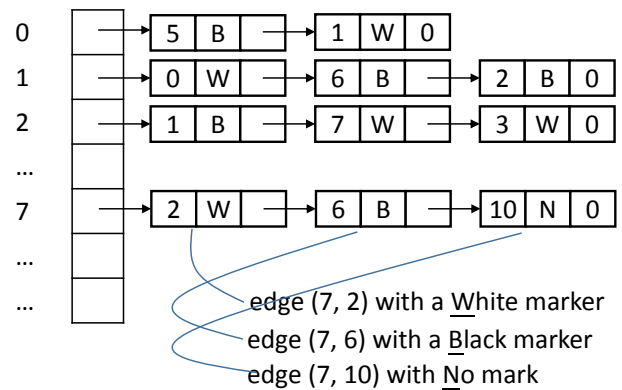 0 5 B 1 W 0
1 0 W 6 B 2 B 0
2 1 B 7 W 3 W 0
...
7 2 W 6 B 10 N 0
...
...
edge (7, 2) with a White marker
edge (7, 6) with a Black marker
edge (7, 10) with No mark